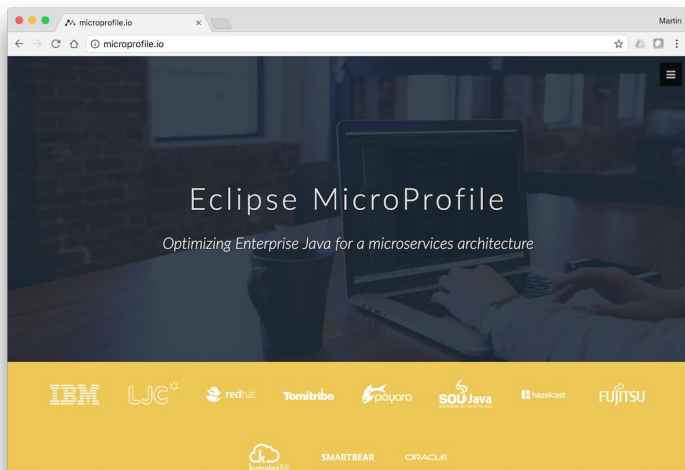 microprofile.io
Martin
microprofile.io
Eclipse MicroProfile
Optimizing Enterprise Java for a microservices architecture
IBM
LJC
redhat
Tomitribe
payara
SOUJava
hazelcast
FUJITSU
kumuluzEE
SMARTBEAR
ORACLE